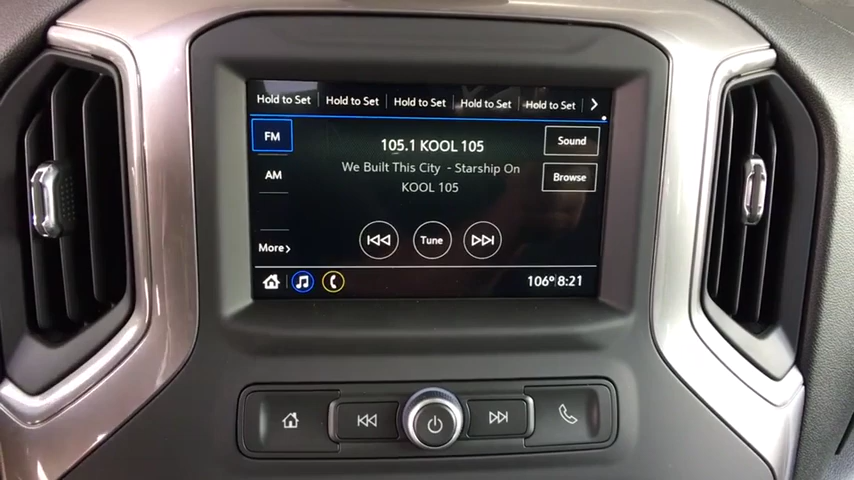 Hold to Set Hold to Set Hold to Set Hold to Set Hold to Set
FM
105.1 KOOL 105
Sound
We Built This City - Starship On
KOOL 105
AM
Browse
More
Tune
106° 8:21